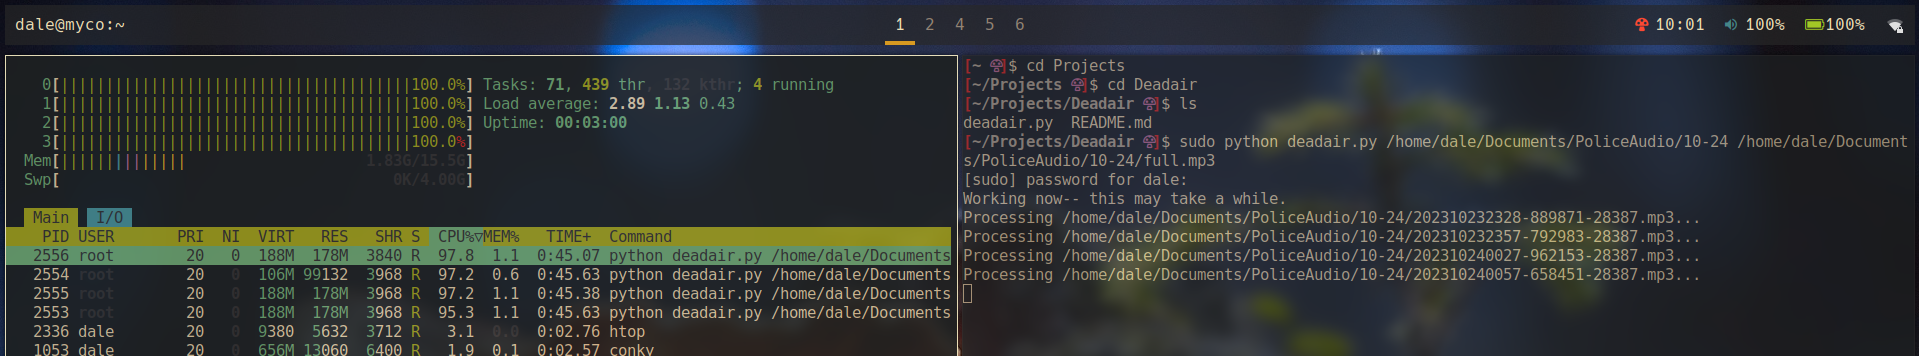 dale@myco:~
1 2 4 5 6
10:01 100% 100%
0[||||||||||||||||||||||||||||||||||||||||100.0%] Tasks: 71, 439 thr, 132 kthr; 4 running
1[||||||||||||||||||||||||||||||||||||||||100.0%] Load average: 2.89 1.13 0.43
2[||||||||||||||||||||||||||||||||||||||||100.0%] Uptime: 00:03:00
3[||||||||||||||||||||||||||||||||||||||||100.0%]
Mem[|||||||||||||| 1.83G/15.5G]
Swp[ 0K/4.00G]
Main I/O
PID USER PRI NI VIRT RES SHR S CPU%▽MEM% TIME+ Command
2556 root 20 0 188M 178M 3840 R 97.8 1.1 0:45.07 python deadair.py /home/dale/Documents
2554 root 20 0 106M 99132 3968 R 97.2 0.6 0:45.63 python deadair.py /home/dale/Documents
2555 root 20 0 188M 178M 3968 R 97.2 1.1 0:45.38 python deadair.py /home/dale/Documents
2553 root 20 0 188M 178M 3968 R 95.3 1.1 0:45.63 python deadair.py /home/dale/Documents
2336 dale 20 0 9380 5632 3712 R 3.1 0.0 0:02.76 htop
1053 dale 20 0 656M 13060 6400 R 1.9 0.1 0:02.57 conky
[~ ]$ cd Projects
[~/Projects ]$ cd Deadair
[~/Projects/Deadair ]$ ls
deadair.py README.md
[~/Projects/Deadair ]$ sudo python deadair.py /home/dale/Documents/PoliceAudio/10-24 /home/dale/Document
s/PoliceAudio/10-24/full.mp3
[sudo] password for dale:
Working now-- this may take a while.
Processing /home/dale/Documents/PoliceAudio/10-24/202310232328-889871-28387.mp3...
Processing /home/dale/Documents/PoliceAudio/10-24/202310232357-792983-28387.mp3...
Processing /home/dale/Documents/PoliceAudio/10-24/202310240027-962153-28387.mp3...
Processing /home/dale/Documents/PoliceAudio/10-24/202310240057-658451-28387.mp3...